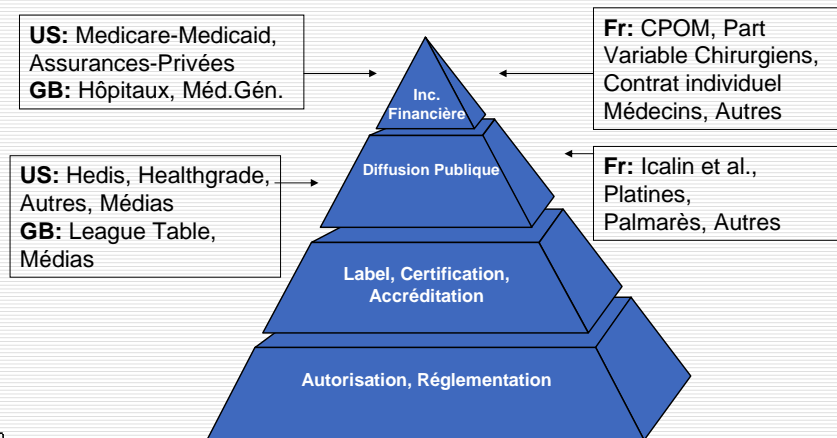 US: Medicare-Medicaid,
Assurances-Privées
GB: Hôpitaux, Méd.Gén.
Fr: CPOM, Part
Variable Chirurgiens,
Contrat individuel
Médecins, Autres
Inc.
Financière
US: Hedis, Healthgrade,
Autres, Médias
GB: League Table,
Médias
Diffusion Publique
Fr: Icalin et al.,
Platines,
Palmarès, Autres
Label, Certification,
Accréditation
Autorisation, Réglementation